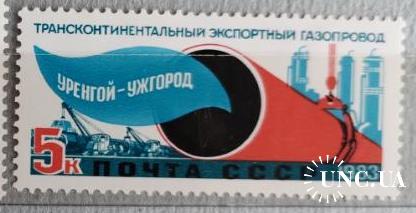 ТРАНСКОНТИНЕНТАЛЬНЫЙ ЭКСПОРТНЫЙ ГАЗОПРОВОД
УРЕНГОЙ–УЖГОРОД
5К
ПОЧТА СССР
UNC.UA